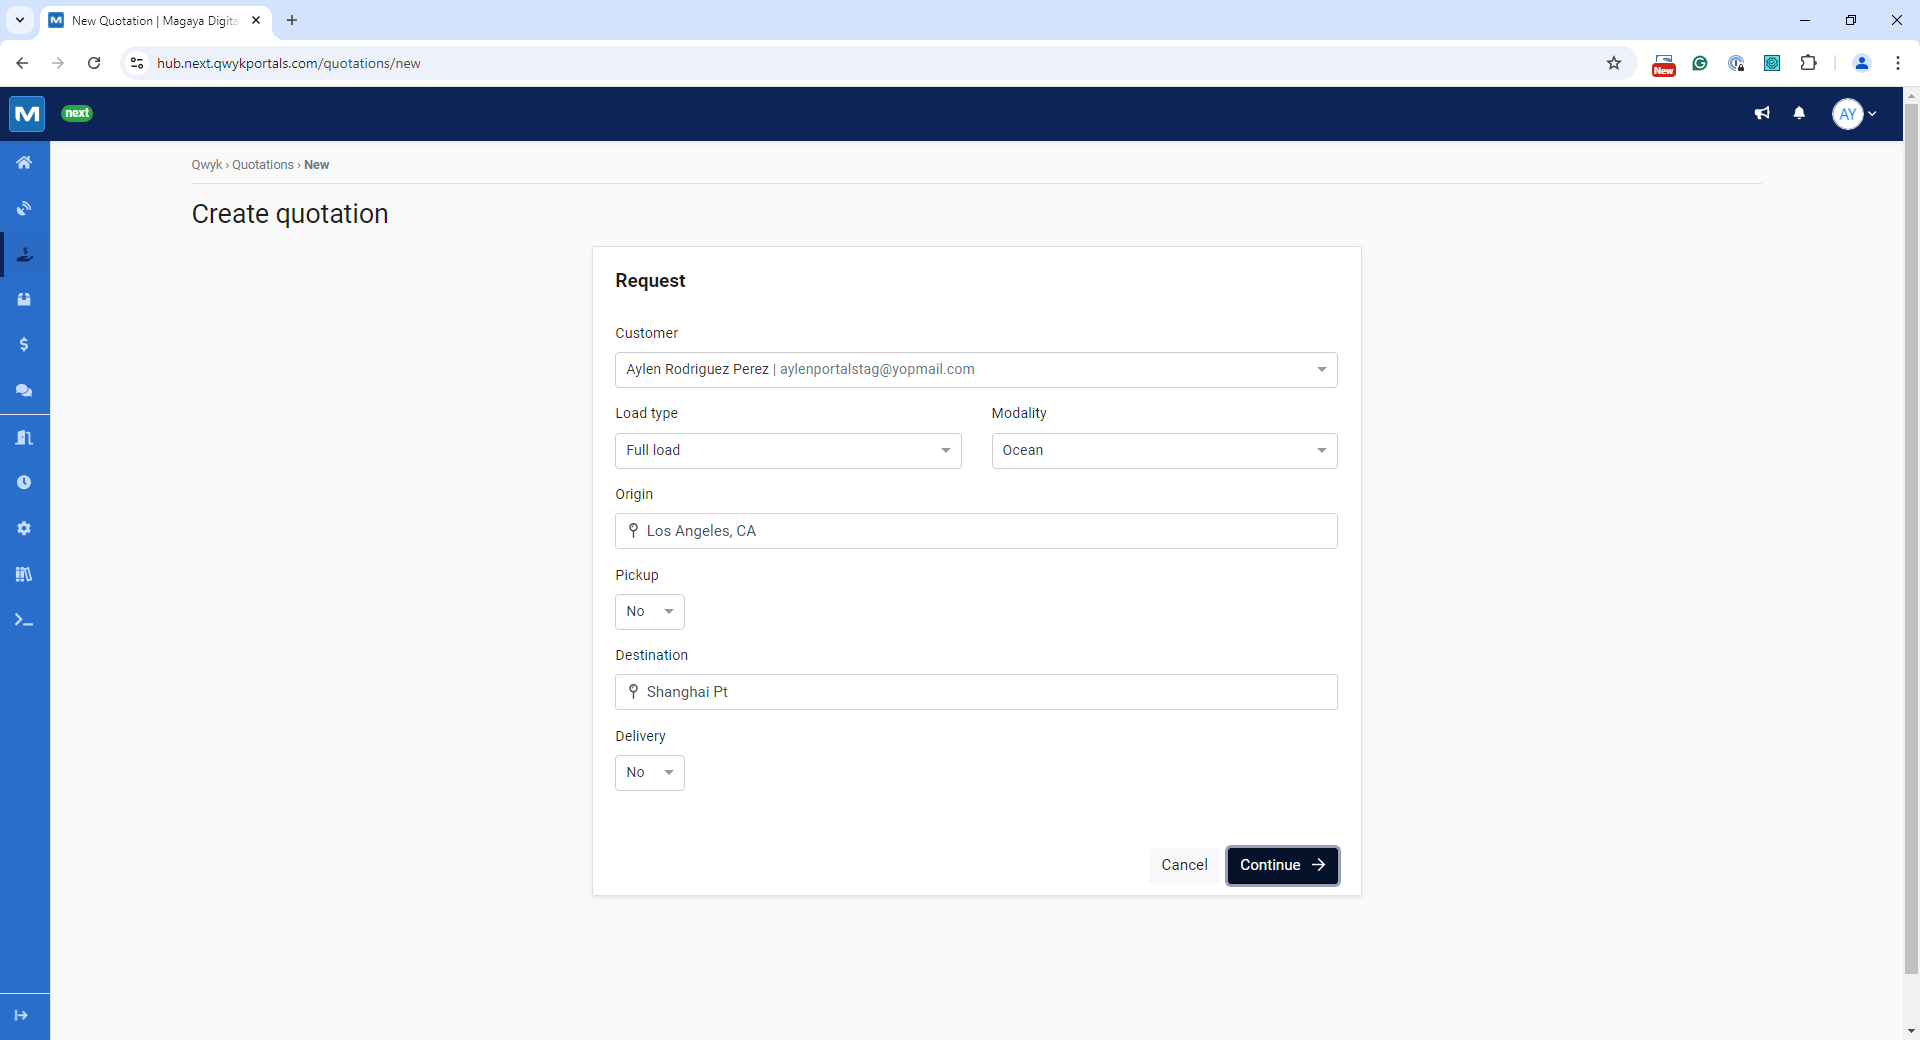 New Quotation | Magaya Digita
hub.next.qwykportals.com/quotations/new
New
M
next
AY
Qwyk › Quotations › New
Create quotation
Request
Customer
Aylen Rodriguez Perez | aylenportalstag@yopmail.com
Load type
Modality
Full load
Ocean
Origin
Los Angeles, CA
Pickup
No
Destination
Shanghai Pt
Delivery
No
Cancel
Continue